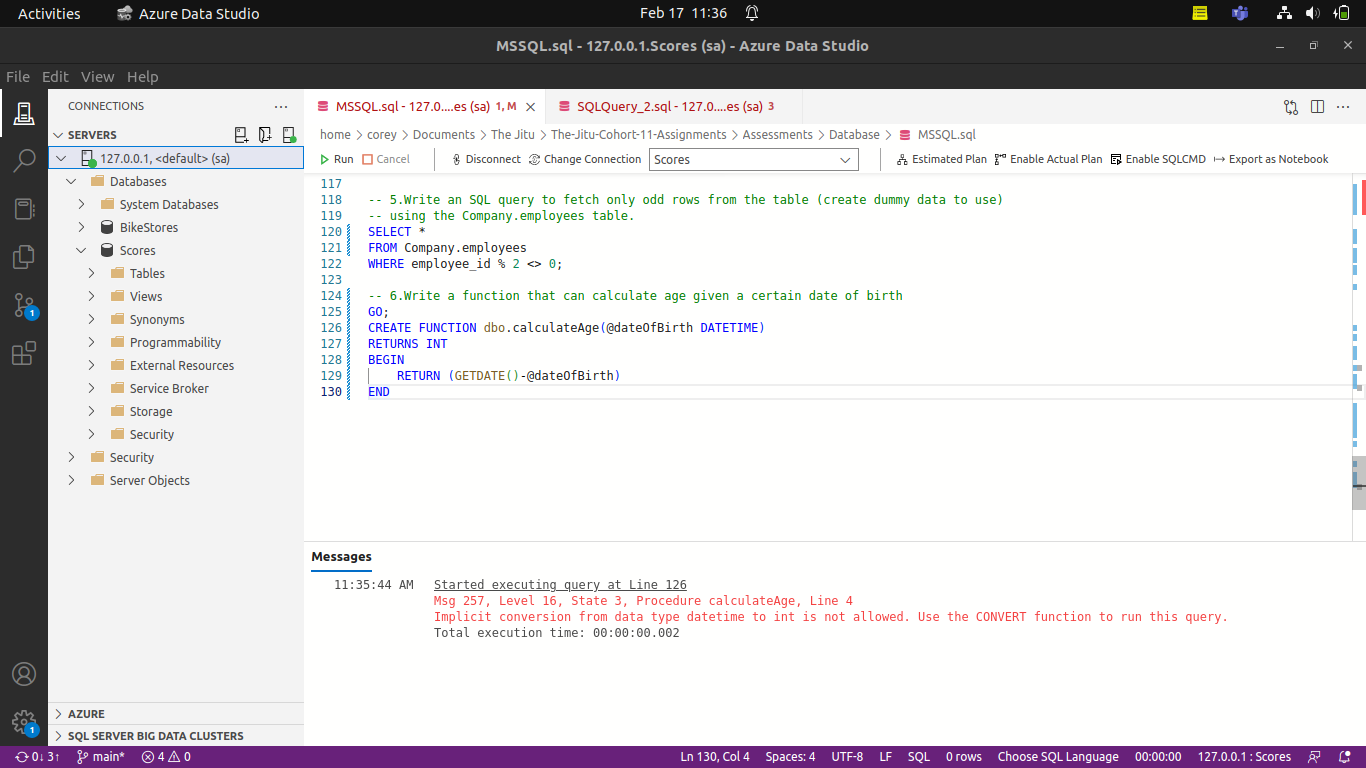 Activities Azure Data Studio Feb 17 11:36
MSSQL.sql - 127.0.0.1.Scores (sa) - Azure Data Studio
File Edit View Help
CONNECTIONS
SERVERS
127.0.0.1, <default> (sa)
Databases
System Databases
BikeStores
Scores
Tables
Views
Synonyms
Programmability
External Resources
Service Broker
Storage
Security
Security
Server Objects
AZURE
SQL SERVER BIG DATA CLUSTERS
1
1
MSSQL.sql - 127.0....es (sa) 1, M SQLQuery_2.sql - 127.0....es (sa) 3
home > corey > Documents > The Jitu > The-Jitu-Cohort-11-Assignments > Assessments > Database > MSSQL.sql
Run Cancel Disconnect Change Connection Scores Estimated Plan Enable Actual Plan Enable SQLCMD Export as Notebook
117
118 -- 5.Write an SQL query to fetch only odd rows from the table (create dummy data to use)
119 -- using the Company.employees table.
120 SELECT *
121 FROM Company.employees
122 WHERE employee_id % 2 <> 0;
123
124 -- 6.Write a function that can calculate age given a certain date of birth
125 GO;
126 CREATE FUNCTION dbo.calculateAge(@dateOfBirth DATETIME)
127 RETURNS INT
128 BEGIN
129     RETURN (GETDATE()-@dateOfBirth)
130 END
Messages
11:35:44 AM Started executing query at Line 126
Msg 257, Level 16, State 3, Procedure calculateAge, Line 4
Implicit conversion from data type datetime to int is not allowed. Use the CONVERT function to run this query.
Total execution time: 00:00:00.002
0↓ 3↑ main* 4 0 Ln 130, Col 4 Spaces: 4 UTF-8 LF SQL 0 rows Choose SQL Language 00:00:00 127.0.0.1 : Scores